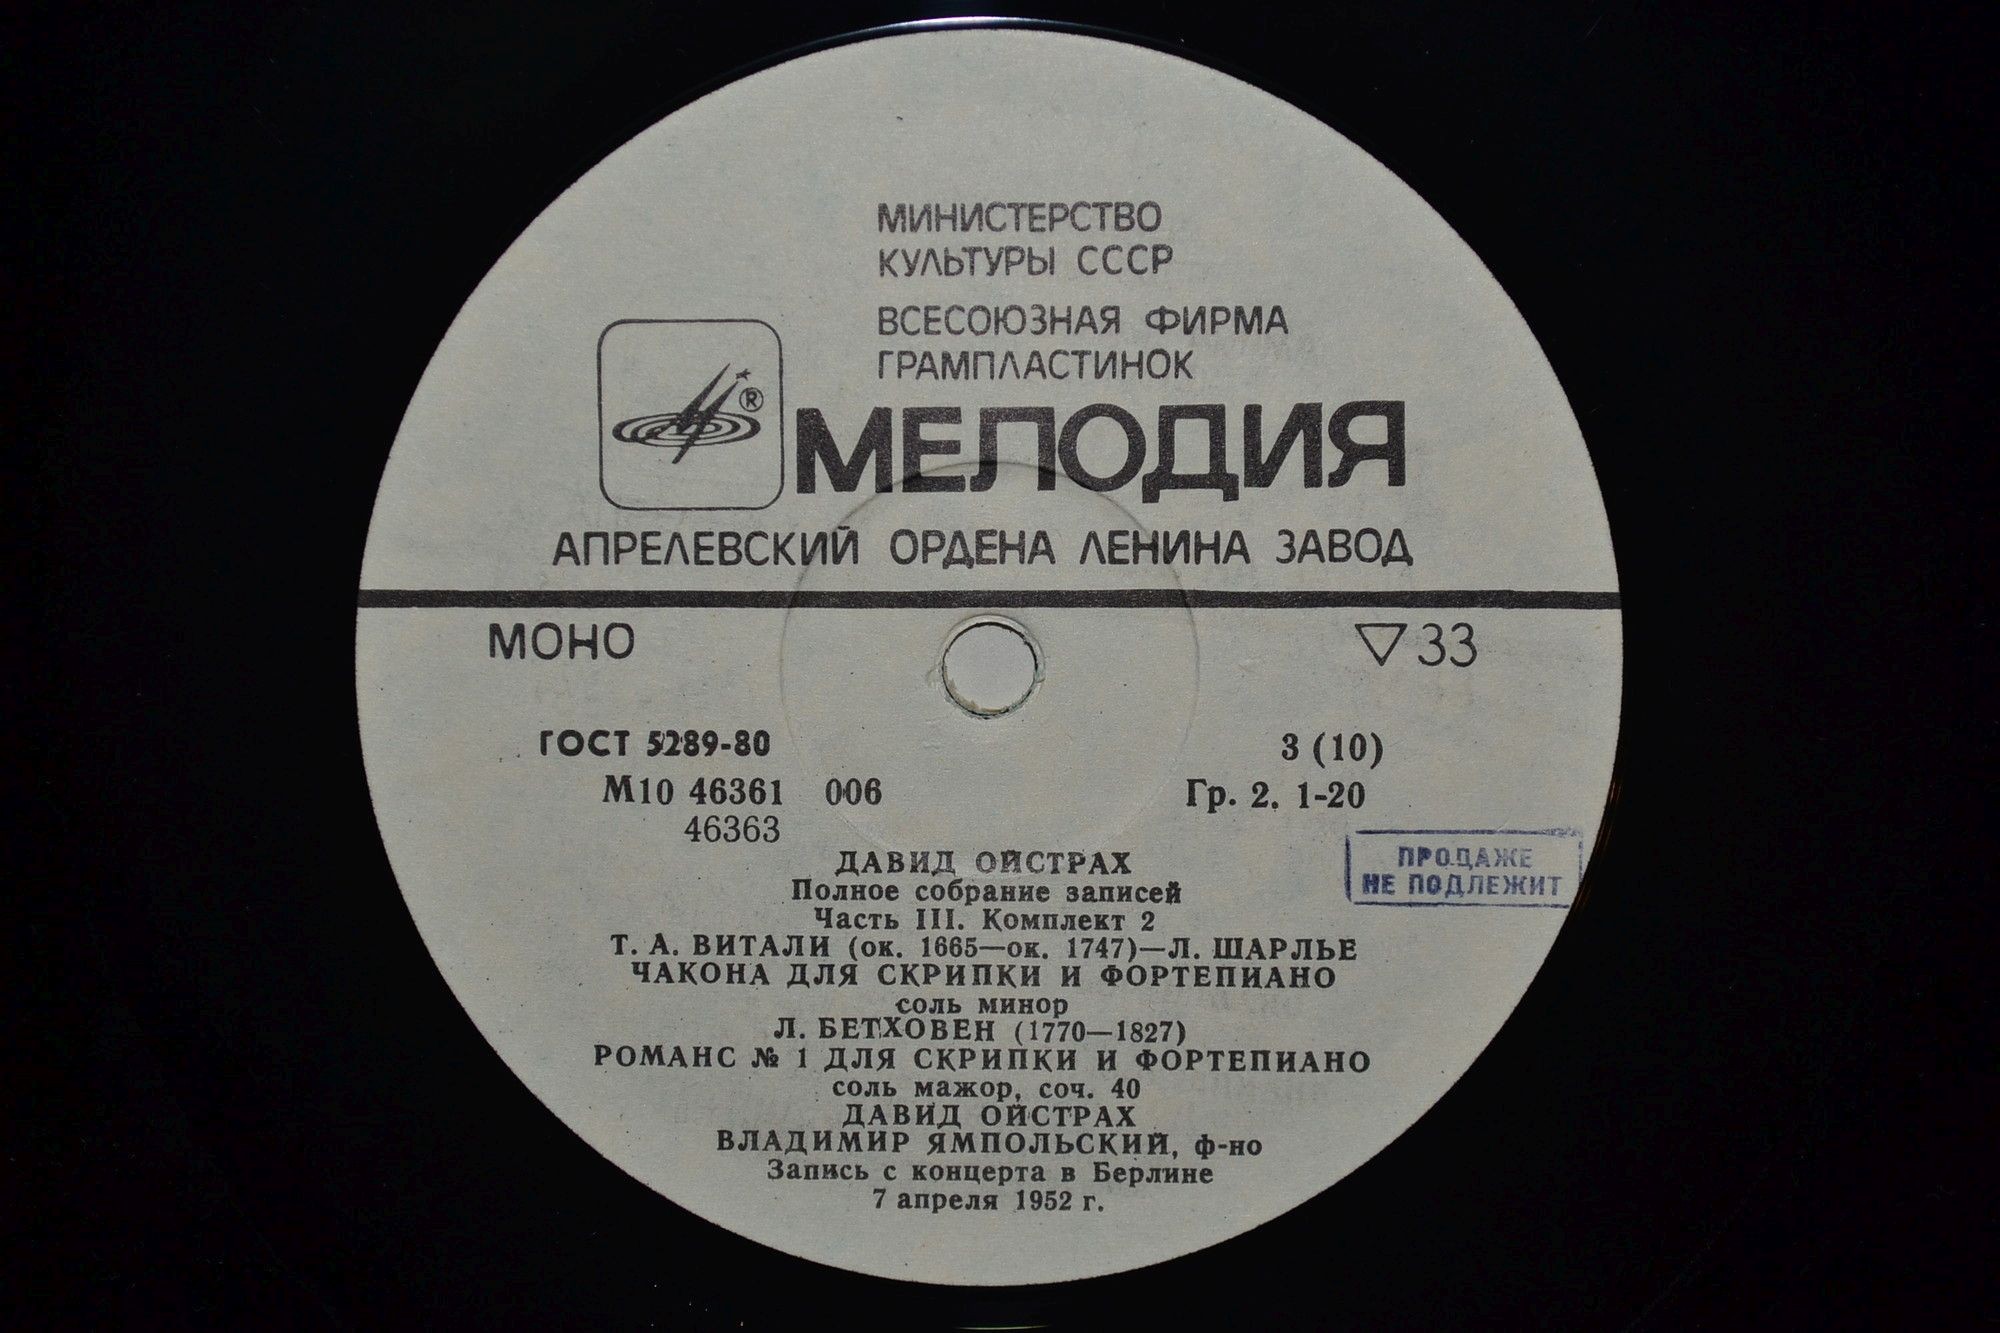 МИНИСТЕРСТВО
КУЛЬТУРЫ СССР
ВСЕСОЮЗНАЯ ФИРМА
ГРАМПЛАСТИНОК
®
МЕЛОДИЯ
АПРЕЛЕВСКИЙ ОРДЕНА ЛЕНИНА ЗАВОД
МОНО ▽ 33
ГОСТ 5289-80 3 (10)
М10 46361 006 Гр. 2. 1-20
46363
ПРОДАЖЕ
НЕ ПОДЛЕЖИТ
ДАВИД ОЙСТРАХ
Полное собрание записей
Часть III. Комплект 2
Т. А. ВИТАЛИ (ок. 1665—ок. 1747)—Л. ШАРЛЬЕ
ЧАКОНА ДЛЯ СКРИПКИ И ФОРТЕПИАНО
соль минор
Л. БЕТХОВЕН (1770—1827)
РОМАНС № 1 ДЛЯ СКРИПКИ И ФОРТЕПИАНО
соль мажор, соч. 40
ДАВИД ОЙСТРАХ
ВЛАДИМИР ЯМПОЛЬСКИЙ, ф-но
Запись с концерта в Берлине
7 апреля 1952 г.